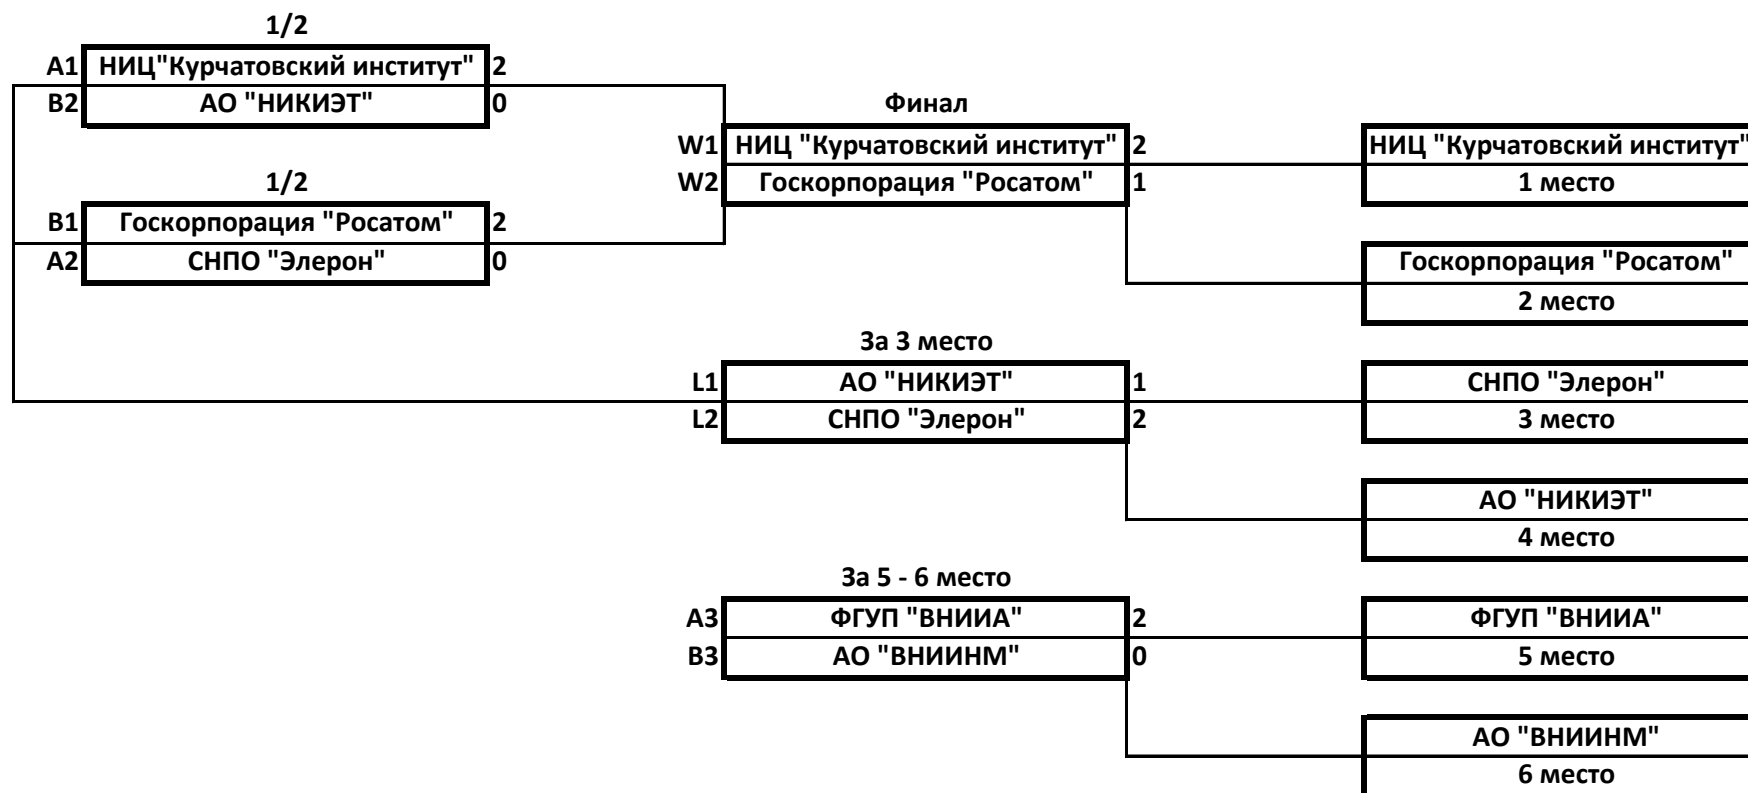 1/2
A1 НИЦ"Курчатовский институт" 2
B2 АО "НИКИЭТ" 0
Финал
W1 НИЦ "Курчатовский институт" 2 НИЦ "Курчатовский институт"
1/2
W2 Госкорпорация "Росатом" 1 1 место
B1 Госкорпорация "Росатом" 2
A2 СНПО "Элерон" 0 Госкорпорация "Росатом"
2 место
За 3 место
L1 АО "НИКИЭТ" 1 СНПО "Элерон"
L2 СНПО "Элерон" 2 3 место
АО "НИКИЭТ"
4 место
За 5 - 6 место
A3 ФГУП "ВНИИА" 2 ФГУП "ВНИИА"
B3 АО "ВНИИНМ" 0 5 место
АО "ВНИИНМ"
6 место